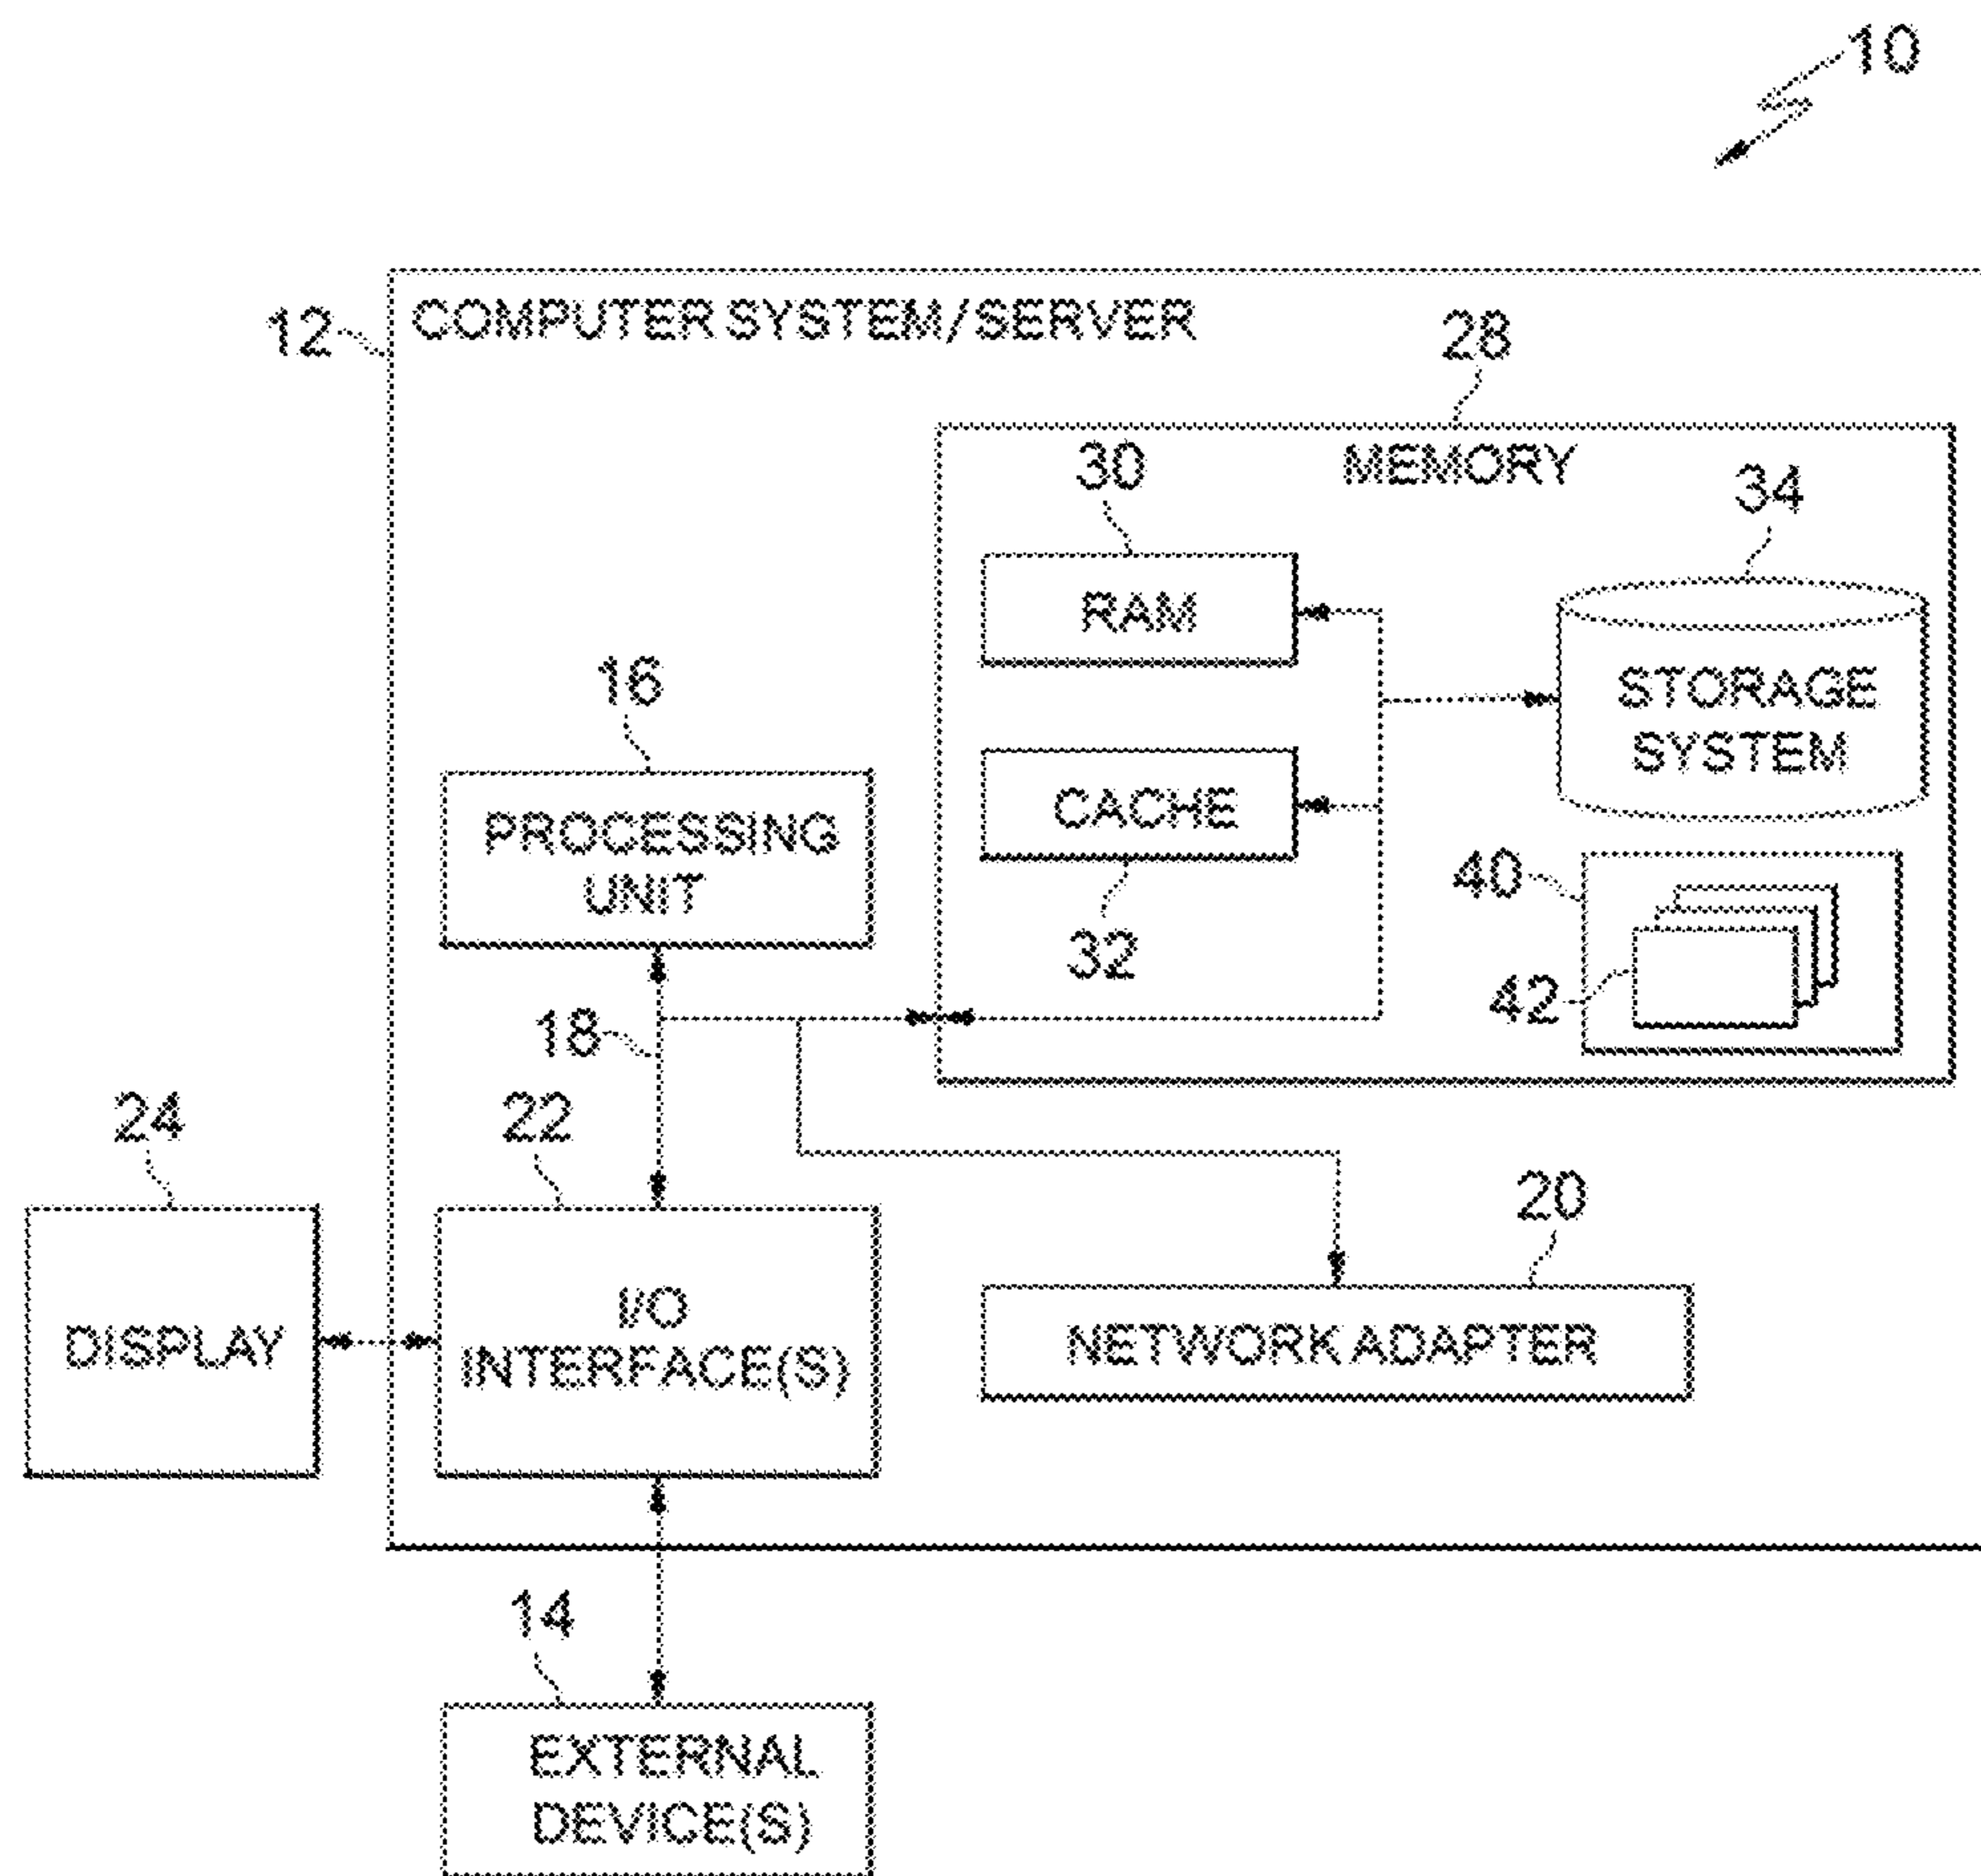 10
12
COMPUTER SYSTEM/SERVER
28
MEMORY
30
34
RAM
STORAGE
SYSTEM
16
PROCESSING
UNIT
CACHE
32
40
42
18
24
22
20
DISPLAY
I/O
INTERFACE(S)
NETWORK ADAPTER
14
EXTERNAL
DEVICE(S)